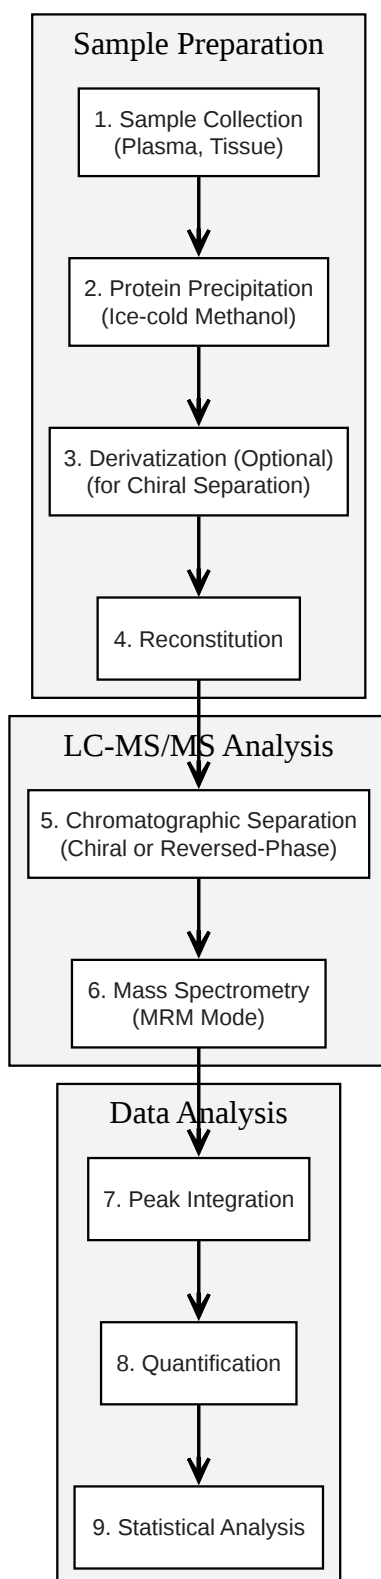 Sample Preparation
1. Sample Collection
(Plasma, Tissue)
2. Protein Precipitation
(Ice-cold Methanol)
3. Derivatization (Optional)
(for Chiral Separation)
4. Reconstitution
LC-MS/MS Analysis
5. Chromatographic Separation
(Chiral or Reversed-Phase)
6. Mass Spectrometry
(MRM Mode)
Data Analysis
7. Peak Integration
8. Quantification
9. Statistical Analysis